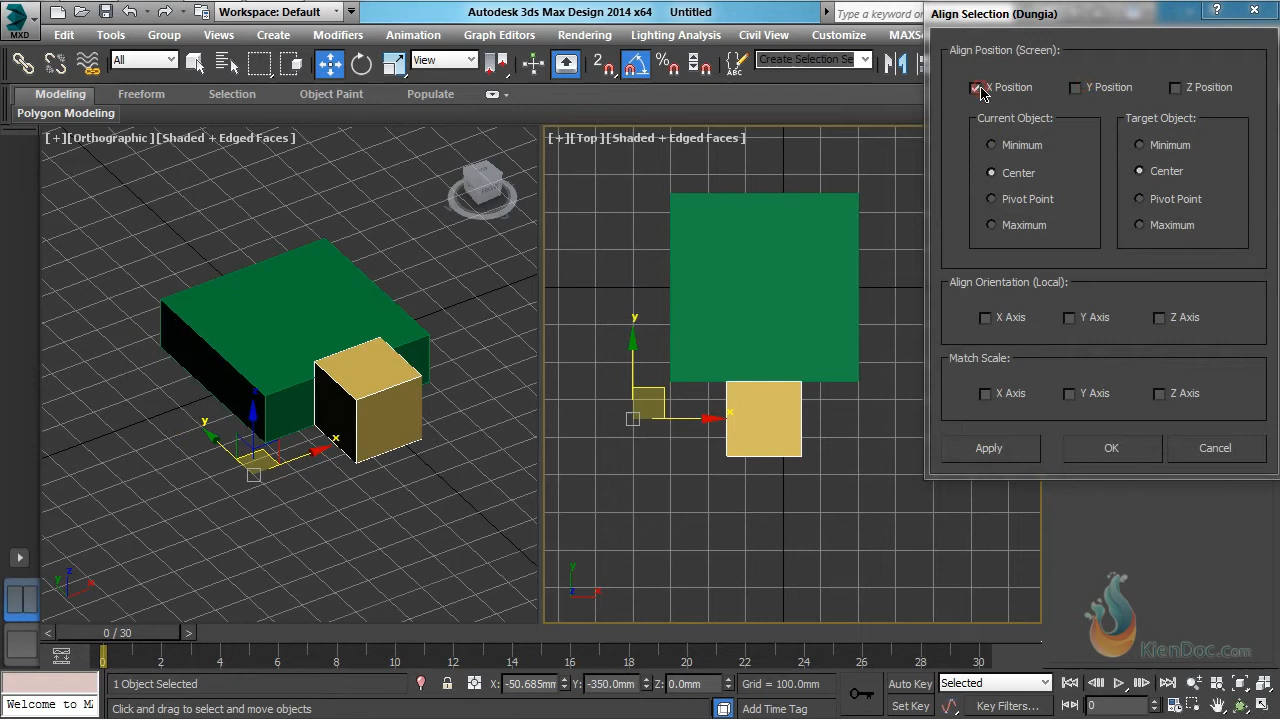 MXD
Workspace: Default
Autodesk 3ds Max Design 2014 x64 Untitled
Type a keyword or
Edit Tools Group Views Create Modifiers Animation Graph Editors Rendering Lighting Analysis Civil View Customize MAXSc
All
View
Create Selection Se
Modeling Freeform Selection Object Paint Populate
Polygon Modeling
[+][Orthographic][Shaded + Edged Faces]
[+][Top][Shaded + Edged Faces]
Align Selection (Dungia)
Align Position (Screen):
X Position Y Position Z Position
Current Object: Target Object:
Minimum Minimum
Center Center
Pivot Point Pivot Point
Maximum Maximum
Align Orientation (Local):
X Axis Y Axis Z Axis
Match Scale:
X Axis Y Axis Z Axis
Apply OK Cancel
y x z
y x
z y x
y z x
KienDoc.Com
< 0 / 30 >
0 2 4 6 8 10 12 14 16 18 20 22 24 26 28 30
1 Object Selected
X: -50.685mm Y: -350.0mm Z: 0.0mm
Grid = 100.0mm
Auto Key Selected
Welcome to MA
Click and drag to select and move objects
Add Time Tag
Set Key Key Filters... 0